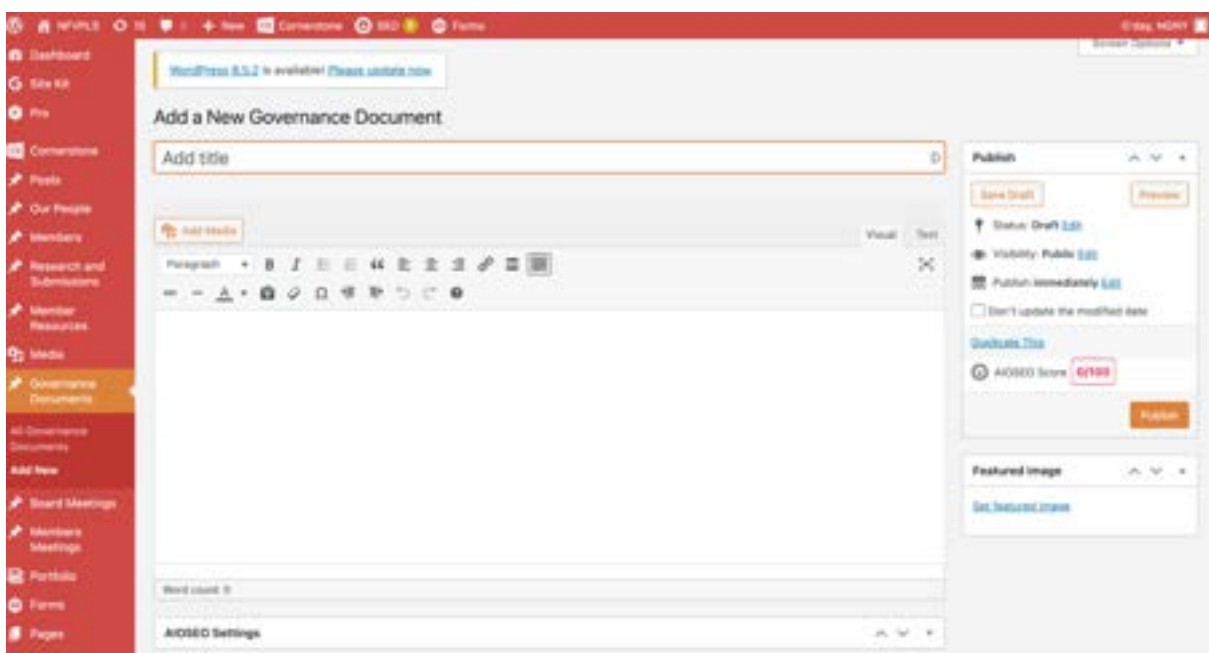 NFVPLS
+ New
Cornerstone
Forms
G'day, NGNY
Screen Options
Dashboard
Site Kit
Pro
Cornerstone
Posts
Our People
Members
Research and
Submissions
Member
Resources
Media
Governance
Documents
All Governance
Documents
Add New
Board Meetings
Members
Meetings
Portfolio
Forms
Pages
WordPress 6.5.2 is available! Please update now.
Add a New Governance Document
Add title
Add Media
Visual Text
Paragraph
Word count: 0
AIOSEO Settings
Publish
Save Draft Preview
Status: Draft Edit
Visibility: Public Edit
Publish immediately Edit
Don't update the modified date
Duplicate This
AIOSEO Score 0/100
Publish
Featured image
Set featured image